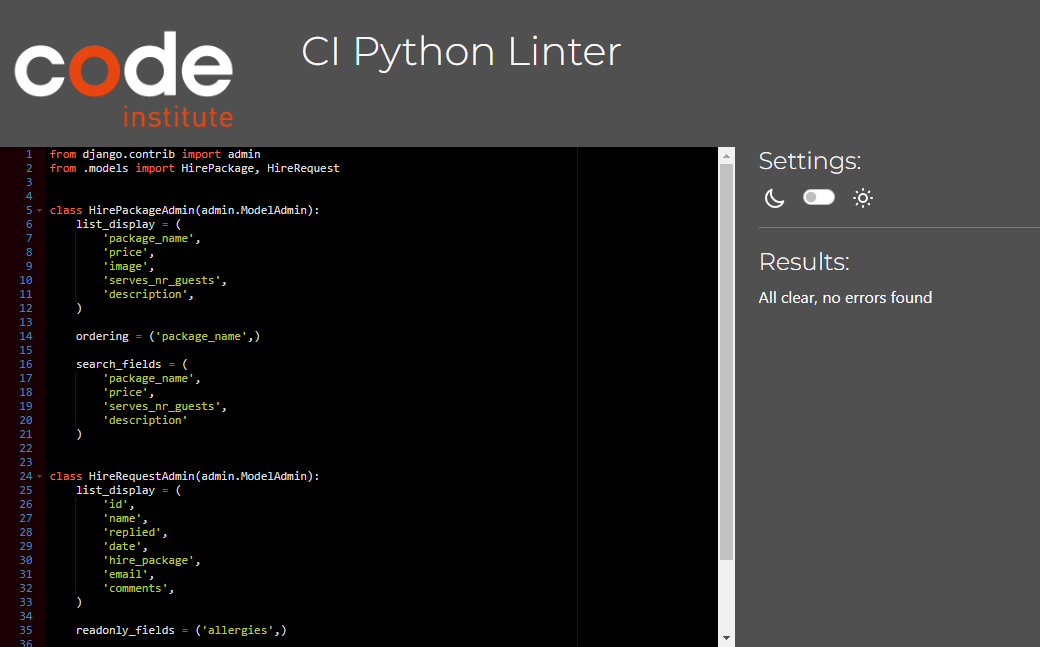 code
institute
CI Python Linter
1 from django.contrib import admin
2 from .models import HirePackage, HireRequest
3
4
5 class HirePackageAdmin(admin.ModelAdmin):
6     list_display = (
7         'package_name',
8         'price',
9         'image',
10         'serves_nr_guests',
11         'description',
12     )
13
14     ordering = ('package_name',)
15
16     search_fields = (
17         'package_name',
18         'price',
19         'serves_nr_guests',
20         'description'
21     )
22
23
24 class HireRequestAdmin(admin.ModelAdmin):
25     list_display = (
26         'id',
27         'name',
28         'replied',
29         'date',
30         'hire_package',
31         'email',
32         'comments',
33     )
34
35     readonly_fields = ('allergies',)
36
Settings:
Results:
All clear, no errors found